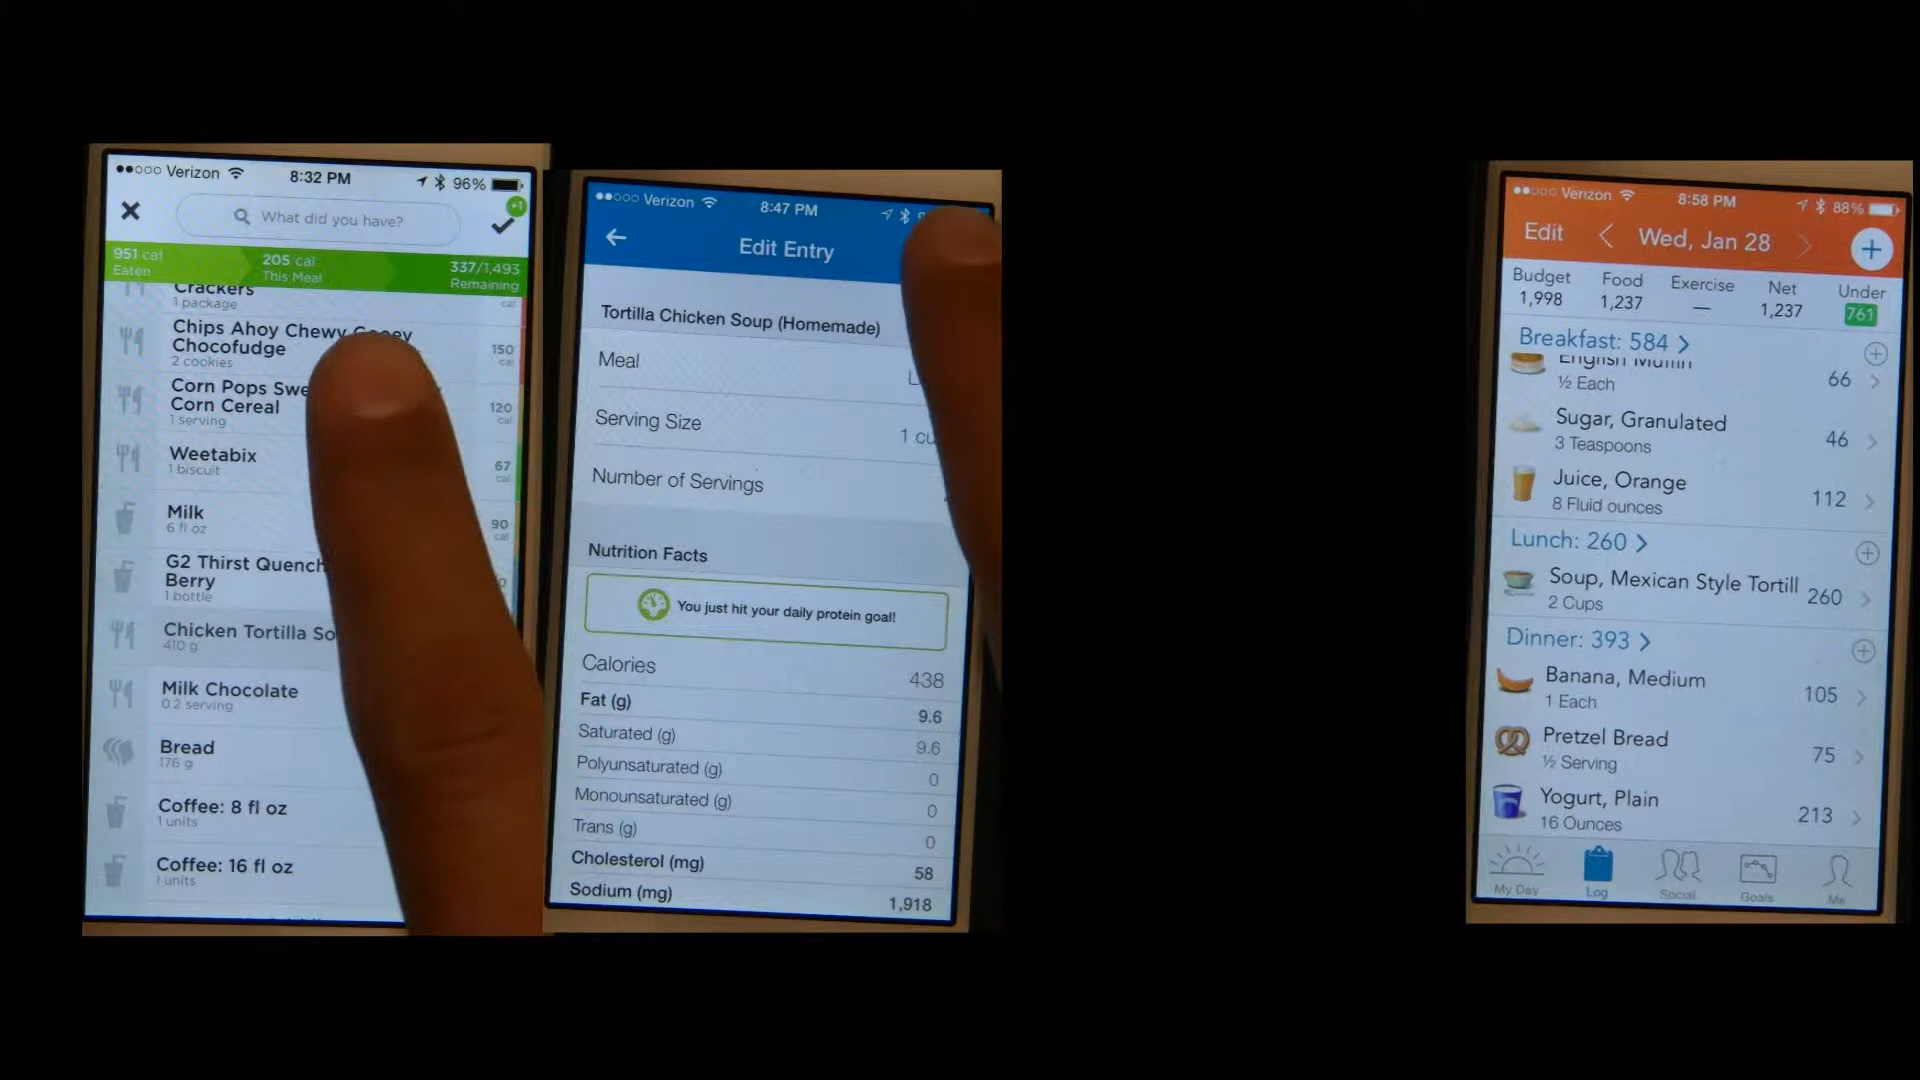 Verizon 8:32 PM 96%
What did you have?
+1
951 cal 205 cal 337/1,493
Eaten This Meal Remaining
Crackers
1 package cal
Chips Ahoy Chewy
Chocofudge 150
2 cookies cal
Corn Pops
Corn Cereal 120
1 serving cal
Weetabix 67
1 biscuit cal
Milk 90
6 fl oz cal
G2 Thirst
Berry
1 bottle
Chicken Tortilla
410 g
Milk Chocolate
0.2 serving
Bread
176 g
Coffee: 8 fl oz
1 units
Coffee: 16 fl oz
1 units
Verizon 8:47 PM
Edit Entry
Tortilla Chicken Soup (Homemade)
Meal
Serving Size 1
Number of Servings
Nutrition Facts
You just hit your daily protein goal!
Calories 438
Fat (g) 9.6
Saturated (g) 9.6
Polyunsaturated (g) 0
Monounsaturated (g) 0
Trans (g) 0
Cholesterol (mg) 58
Sodium (mg) 1,918
Verizon 8:58 PM 88%
Edit Wed, Jan 28
Budget Food Exercise Net Under
1,998 1,237 — 1,237 761
Breakfast: 584
English Muffin 66
½ Each
Sugar, Granulated 46
3 Teaspoons
Juice, Orange 112
8 Fluid ounces
Lunch: 260
Soup, Mexican Style Tortill 260
2 Cups
Dinner: 393
Banana, Medium 105
1 Each
Pretzel Bread 75
½ Serving
Yogurt, Plain 213
16 Ounces
My Day Log Social Goals Me